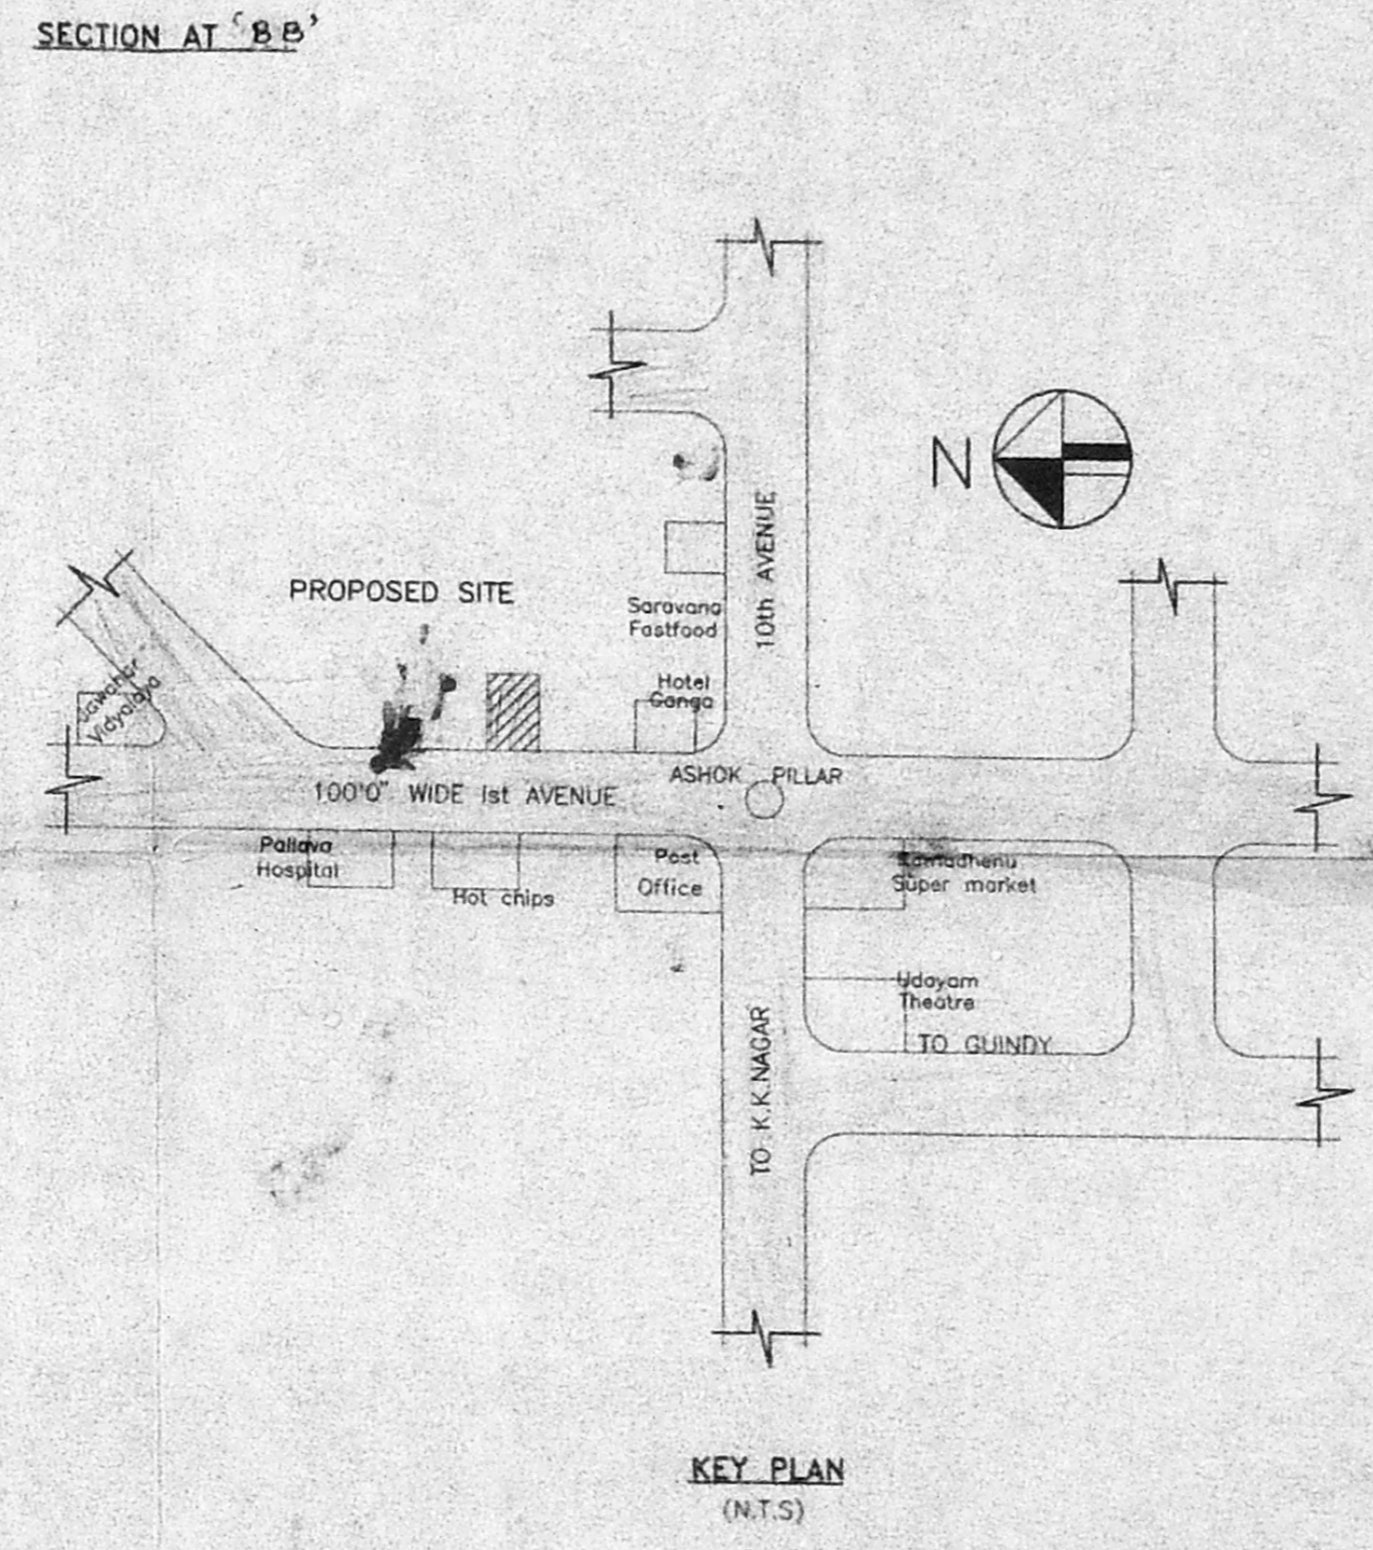 SECTION AT 'BB'
N
10th AVENUE
PROPOSED SITE
Saravana
Fastfood
Hotel
Ganga
Jawahar
Vidyalaya
ASHOK PILLAR
100'0" WIDE 1st AVENUE
Pallava
Hospital
Hot chips
Post
Office
Kamadhenu
Super market
Udayam
Theatre
TO GUINDY
TO K.K.NAGAR
KEY PLAN
(N.T.S)